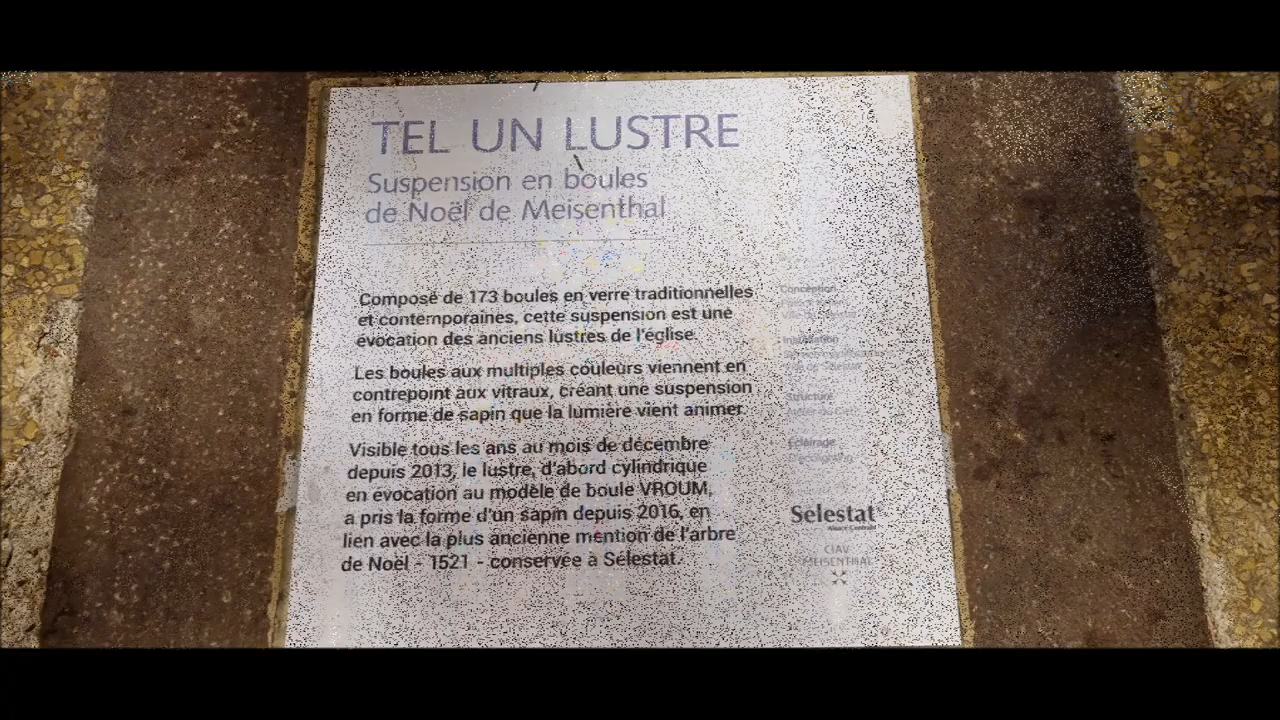 TEL UN LUSTRE
Suspension en boules
de Noël de Meisenthal
Composé de 173 boules en verre traditionnelles
et contemporaines, cette suspension est une
évocation des anciens lustres de l'église.
Les boules aux multiples couleurs viennent en
contrepoint aux vitraux, créant une suspension
en forme de sapin que la lumière vient animer.
Visible tous les ans au mois de décembre
depuis 2013, le lustre, d'abord cylindrique
en évocation au modèle de boule VROUM,
a pris la forme d'un sapin depuis 2016, en
lien avec la plus ancienne mention de l'arbre
de Noël - 1521 - conservée à Sélestat.
Conception
Installation
Structure
Éclairage
Sélestat
CIAV
MEISENTHAL